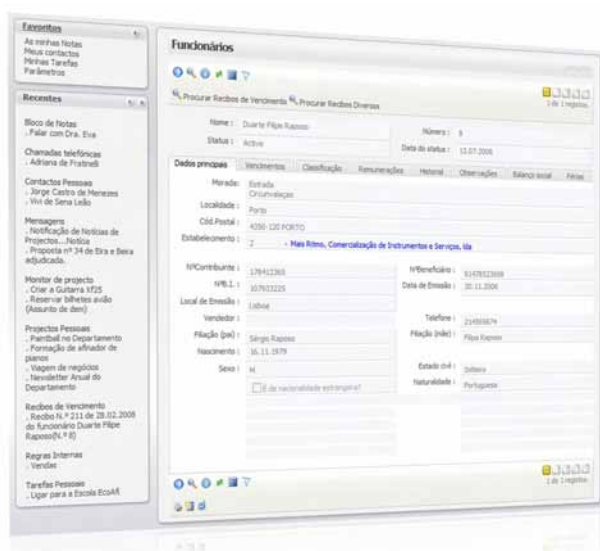 Favoritos
As minhas Notas
Meus contactos
Minhas Tarefas
Parâmetros
Recentes
Bloco de Notas
. Falar com Dra. Eva
Chamadas telefónicas
. Adriana de Fratinelli
Contactos Pessoais
. Jorge Castro de Menezes
. Vivi de Sena Leão
Mensagens
. Notificação de Notícias de
Projectos...Notícia
. Proposta nº 34 de Eira e Beira
adjudicada.
Monitor de projecto
. Criar a Guitarra Xf25
. Reservar bilhetes avião
(Assunto de dem)
Projectos Pessoais
. Paintball no Departamento
. Formação de afinador de
pianos
. Viagem de negócios
. Newsletter Anual do
Departamento
Recibos de Vencimento
. Recibo N.º 211 de 28.02.2008
do funcionário Duarte Filipe
Raposo(N.º 8)
Regras Internas
. Vendas
Tarefas Pessoais
. Ligar para a Escola EcoAfl
Funcionários
Procurar Recibos de Vencimento Procurar Recibos Diversos
1 de 1 registos.
Nome : Duarte Filipe Raposo Número : 8
Status : Active Data do status : 13.07.2006
Dados principais Vencimentos Classificação Remunerações Historial Observações Balanço social Férias
Morada: Estrada
Circunvalaçao
Localidade : Porto
Cód.Postal : 4350-120 PORTO
Estabelecimento : 2 - Mais Ritmo, Comercialização de Instrumentos e Serviços, lda
NºContribuinte : 178412365 NºBeneficiário :
NºB.I. : 107933225 Data de Emissão : 20.11.2006
Local de Emissão : Lisboa
Vendedor : Telefone : 214569874
Filiação (pai) : Sérgio Raposo Filiação (mãe) : Filipa Raposo
Nascimento : 16.11.1979
Sexo : M Estado civil : Solteiro
É de nacionalidade estrangeira? Naturalidade : Portuguesa
1 de 1 registos.